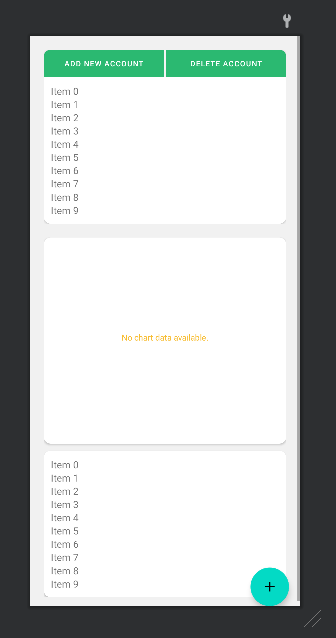 ADD NEW ACCOUNT DELETE ACCOUNT
Item 0
Item 1
Item 2
Item 3
Item 4
Item 5
Item 6
Item 7
Item 8
Item 9
No chart data available.
Item 0
Item 1
Item 2
Item 3
Item 4
Item 5
Item 6
Item 7
Item 8
Item 9